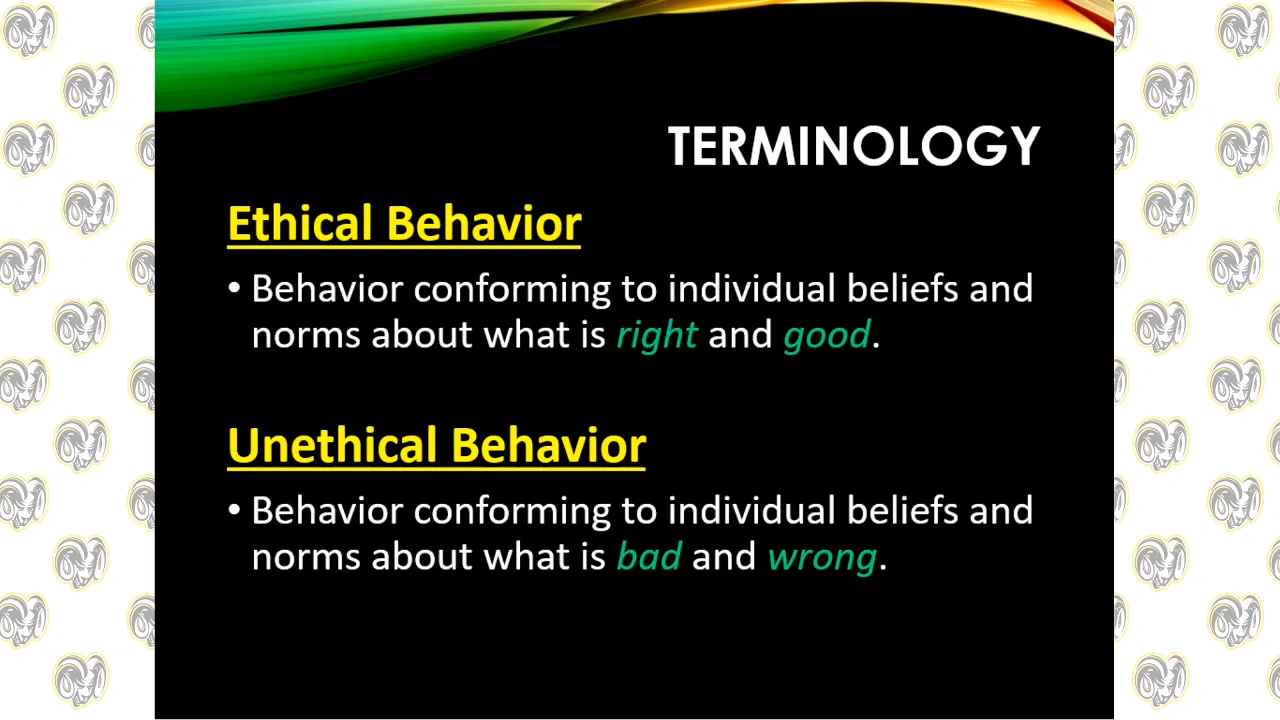 TERMINOLOGY
Ethical Behavior
• Behavior conforming to individual beliefs and
norms about what is right and good.
Unethical Behavior
• Behavior conforming to individual beliefs and
norms about what is bad and wrong.